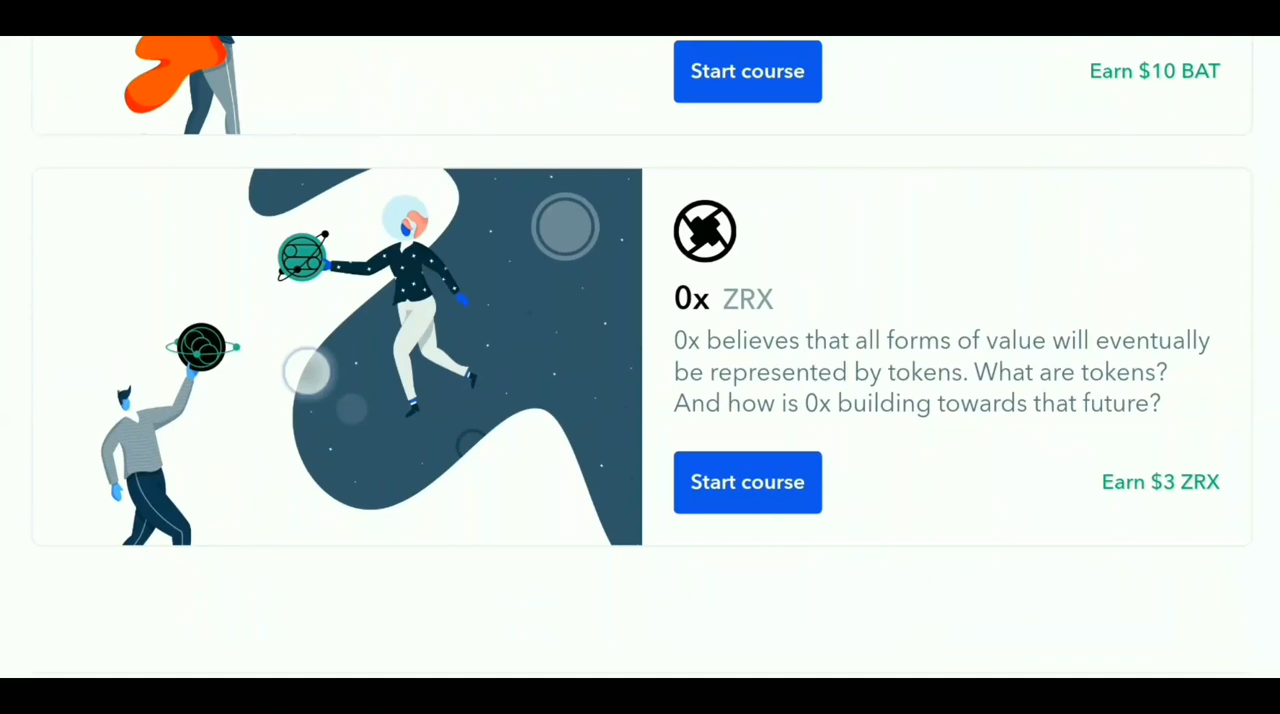 Start course
Earn $10 BAT
0x ZRX
0x believes that all forms of value will eventually
be represented by tokens. What are tokens?
And how is 0x building towards that future?
Start course
Earn $3 ZRX